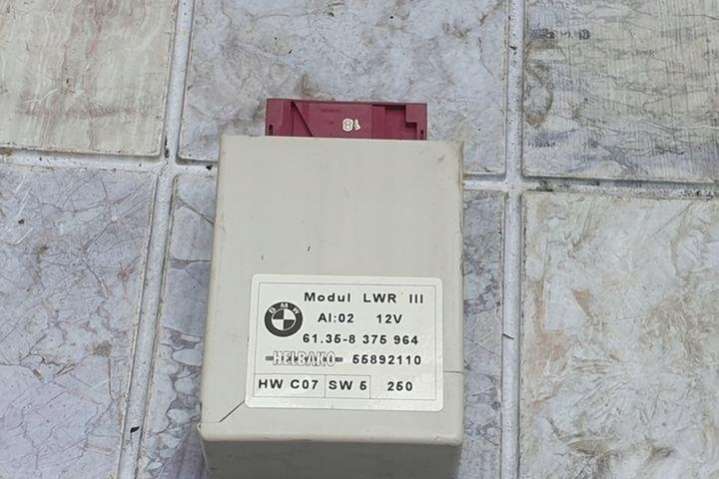 18
Modul LWR III
BMW
AI:02 12V
61.35-8 375 964
HELBAKO 55892110
HW C07 SW 5 250